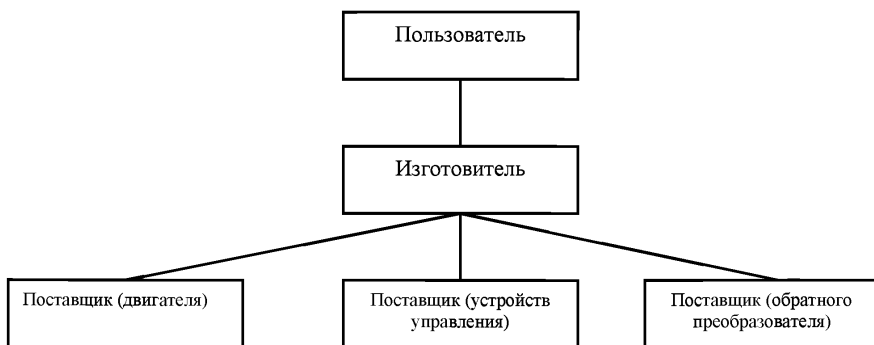 Пользователь
Изготовитель
Поставщик (двигателя)
Поставщик (устройств
управления)
Поставщик (обратного
преобразователя)